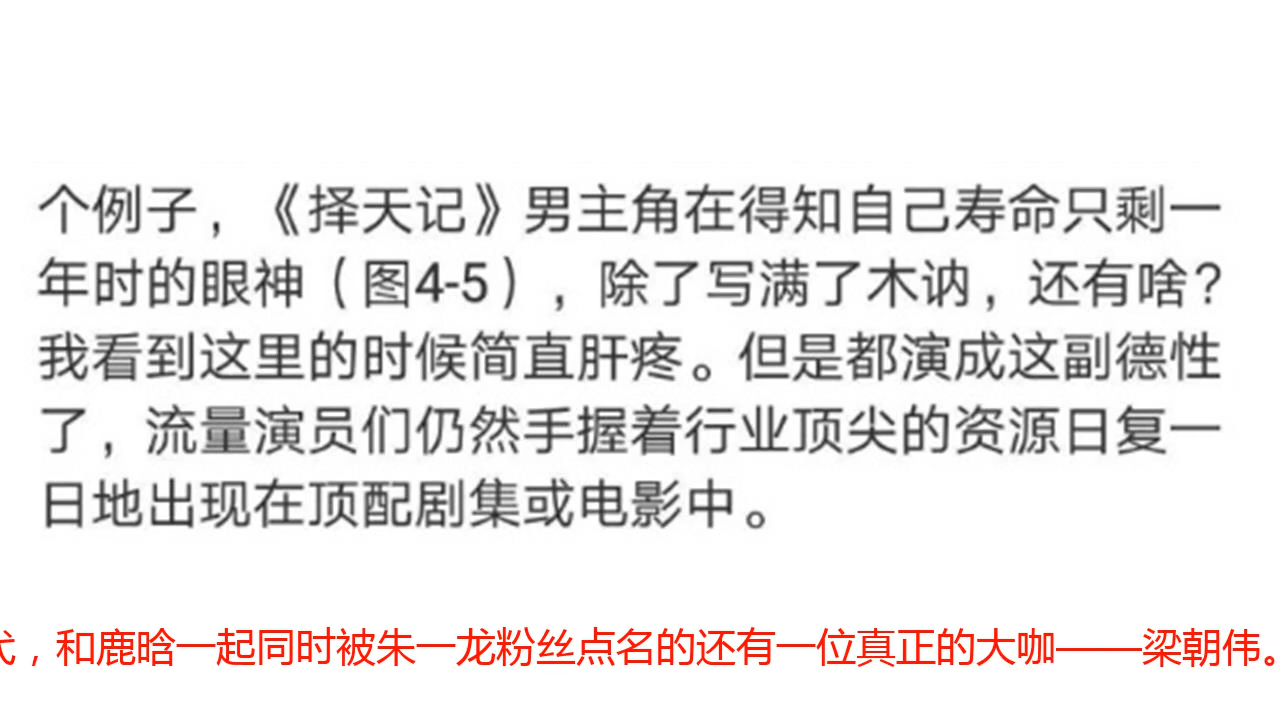 个例子，《择天记》男主角在得知自己寿命只剩一
年时的眼神（图4-5），除了写满了木讷，还有啥？
我看到这里的时候简直肝疼。但是都演成这副德性
了，流量演员们仍然手握着行业顶尖的资源日复一
日地出现在顶配剧集或电影中。
，和鹿晗一起同时被朱一龙粉丝点名的还有一位真正的大咖——梁朝伟。